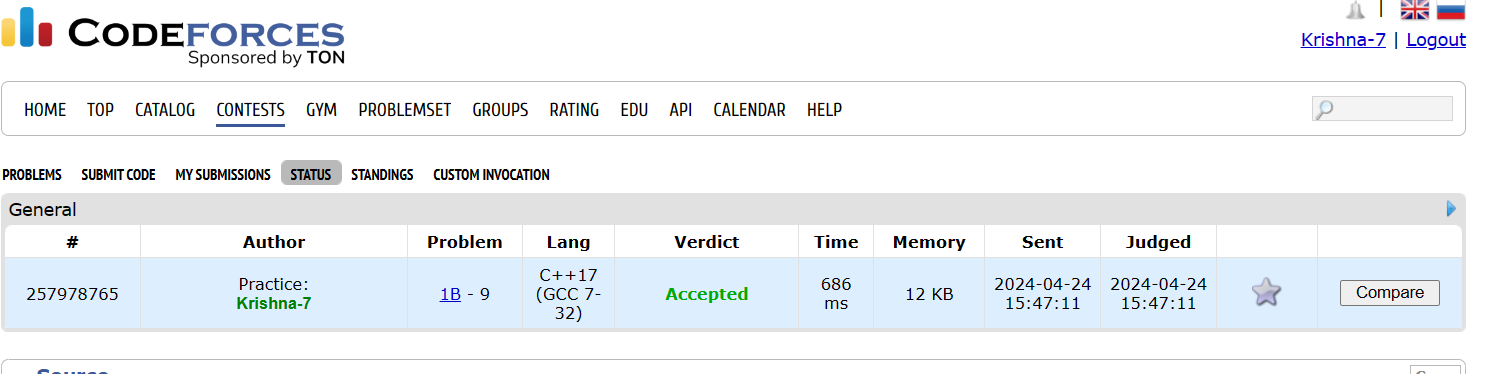 CODEFORCES
Sponsored by TON
Krishna-7 | Logout
HOME TOP CATALOG CONTESTS GYM PROBLEMSET GROUPS RATING EDU API CALENDAR HELP
PROBLEMS SUBMIT CODE MY SUBMISSIONS STATUS STANDINGS CUSTOM INVOCATION
General
# Author Problem Lang Verdict Time Memory Sent Judged
257978765 Practice: Krishna-7 1B - 9 C++17 (GCC 7-32) Accepted 686 ms 12 KB 2024-04-24 15:47:11 2024-04-24 15:47:11 Compare
Source